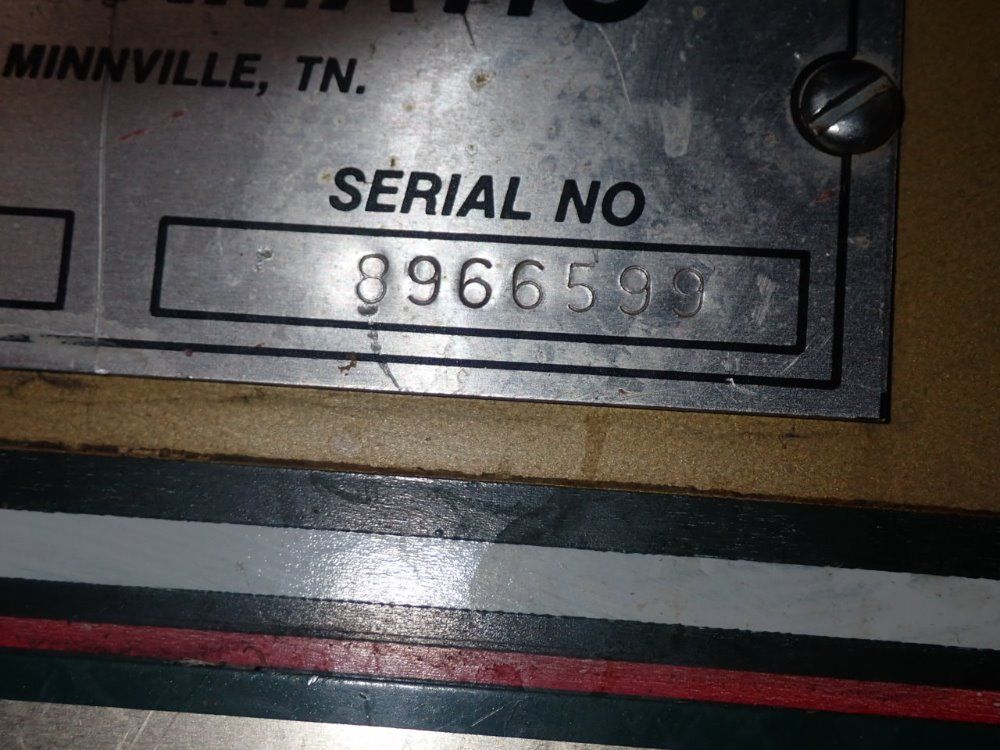 MINNVILLE, TN.
SERIAL NO
8966599